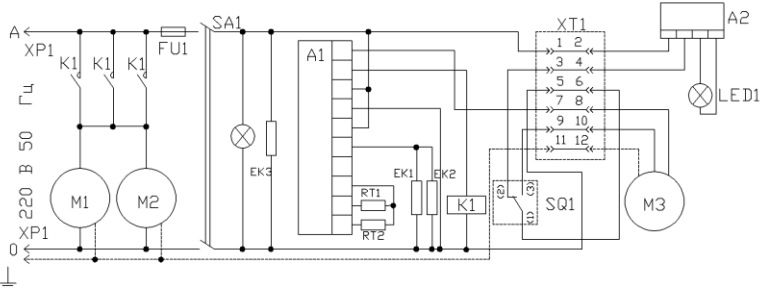 A
XP1
K1
K1
K1
FU1
SA1
A1
XT1
A2
1 2
3 4
5 6
7 8
9 10
11 12
LED1
220 В 50 Гц
EK3
EK1
EK2
RT1
RT2
K1
(2)
(3)
(1)
SQ1
M1
M2
M3
XP1
0